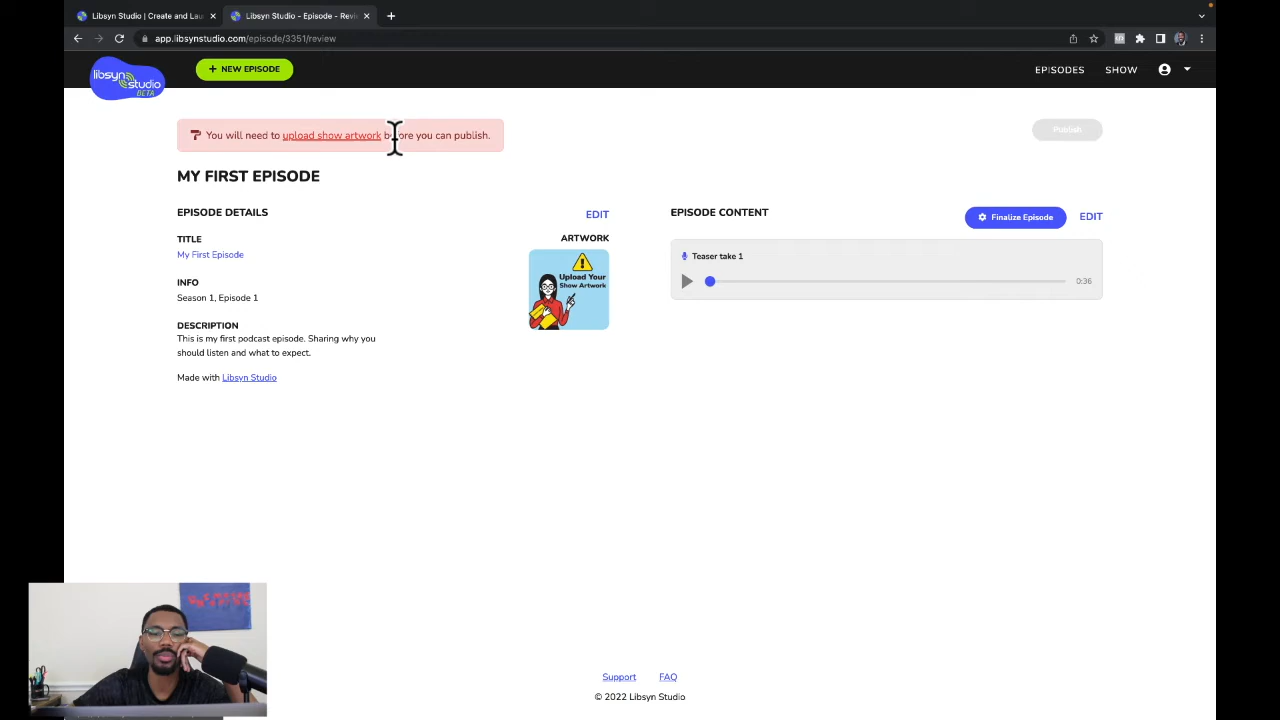 Libsyn Studio | Create and Lau
Libsyn Studio - Episode - Revi
app.libsynstudio.com/episode/3351/review
libsyn studio
BETA
+ NEW EPISODE
EPISODES
SHOW
You will need to upload show artwork before you can publish.
Publish
MY FIRST EPISODE
EPISODE DETAILS
EDIT
TITLE
My First Episode
ARTWORK
Upload Your
Show Artwork
INFO
Season 1, Episode 1
DESCRIPTION
This is my first podcast episode. Sharing why you
should listen and what to expect.
Made with Libsyn Studio
EPISODE CONTENT
Finalize Episode
EDIT
Teaser take 1
0:36
Support
FAQ
© 2022 Libsyn Studio